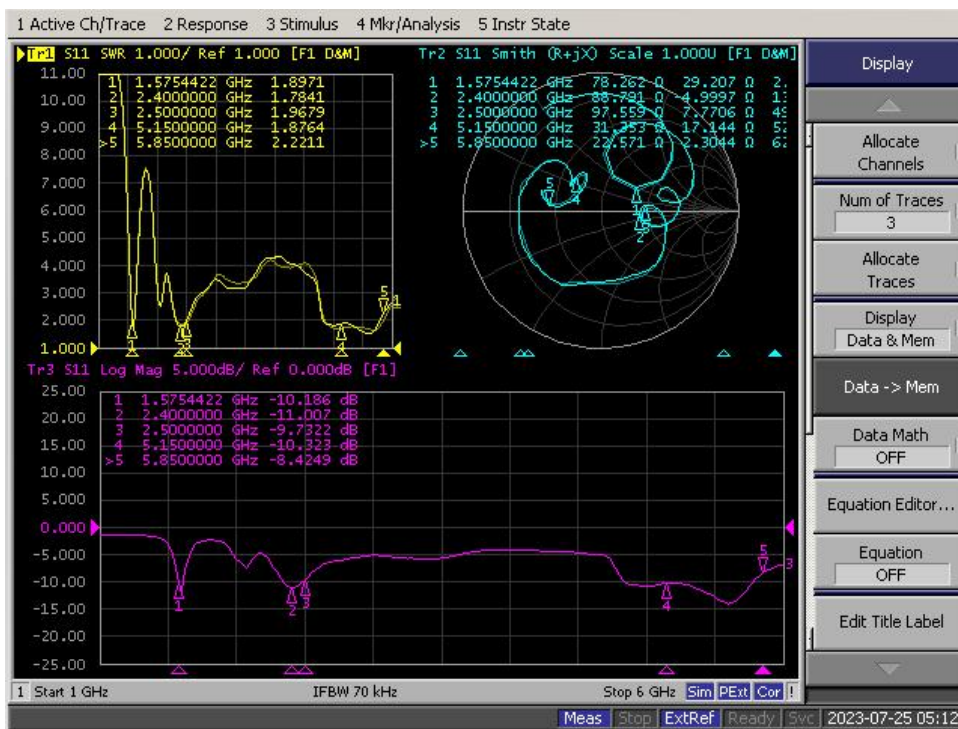 1 Active Ch/Trace 2 Response 3 Stimulus 4 Mkr/Analysis 5 Instr State
Tr1 S11 SWR 1.000/ Ref 1.000 [F1 D&M]
11.00
10.00
9.000
8.000
7.000
6.000
5.000
4.000
3.000
2.000
1.000
1 1.5754422 GHz 1.8971
2 2.4000000 GHz 1.7841
3 2.5000000 GHz 1.9679
4 5.1500000 GHz 1.8764
>5 5.8500000 GHz 2.2211
Tr2 S11 Smith (R+jX) Scale 1.000U [F1 D&M]
1 1.5754422 GHz 78.262 Ω 29.207 Ω 2.
2 2.4000000 GHz 88.791 Ω -4.9997 Ω 13
3 2.5000000 GHz 97.559 Ω 7.7706 Ω 49
4 5.1500000 GHz 31.353 Ω 17.144 Ω 52
>5 5.8500000 GHz 22.571 Ω 2.3044 Ω 62
Tr3 S11 Log Mag 5.000dB/ Ref 0.000dB [F1]
25.00
20.00
15.00
10.00
5.000
0.000
-5.000
-10.00
-15.00
-20.00
-25.00
1 1.5754422 GHz -10.186 dB
2 2.4000000 GHz -11.007 dB
3 2.5000000 GHz -9.7322 dB
4 5.1500000 GHz -10.323 dB
>5 5.8500000 GHz -8.4249 dB
1
2
3
4
5
3
1 Start 1 GHz IFBW 70 kHz Stop 6 GHz Sim PExt Cor !
Meas Stop ExtRef Ready Svc 2023-07-25 05:12
Display
Allocate
Channels
Num of Traces
3
Allocate
Traces
Display
Data & Mem
Data -> Mem
Data Math
OFF
Equation Editor...
Equation
OFF
Edit Title Label